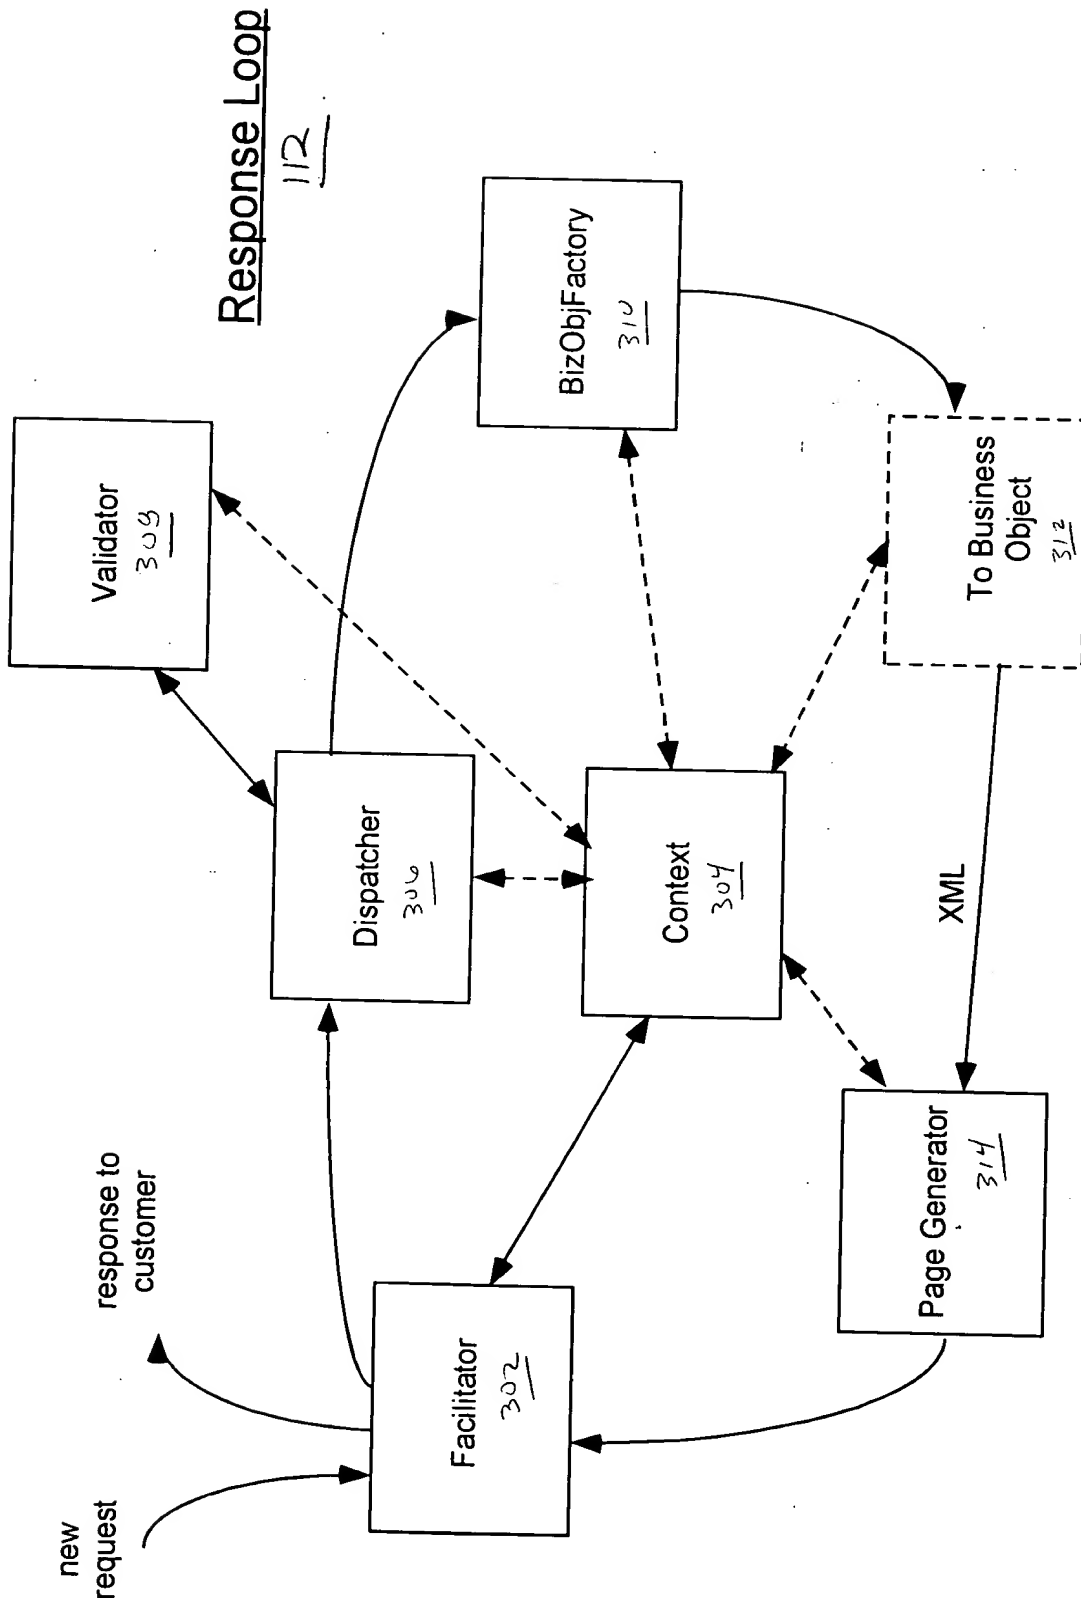 Response Loop
112
new
request
response to
customer
Facilitator
302
Dispatcher
306
Validator
308
Context
304
BizObjFactory
310
Page Generator
314
XML
To Business
Object
312